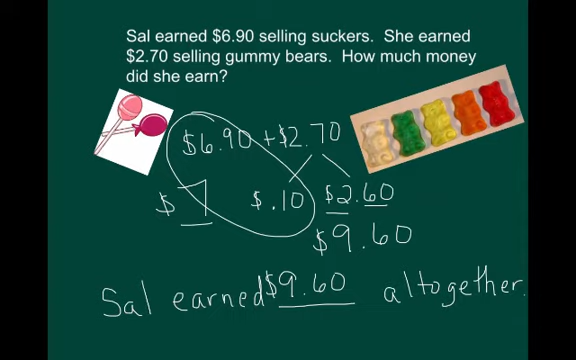 Sal earned $6.90 selling suckers. She earned
$2.70 selling gummy bears. How much money
did she earn?
$6.90 + $2.70
$7 $.10 $2.60
$9.60
Sal earned $9.60 altogether.